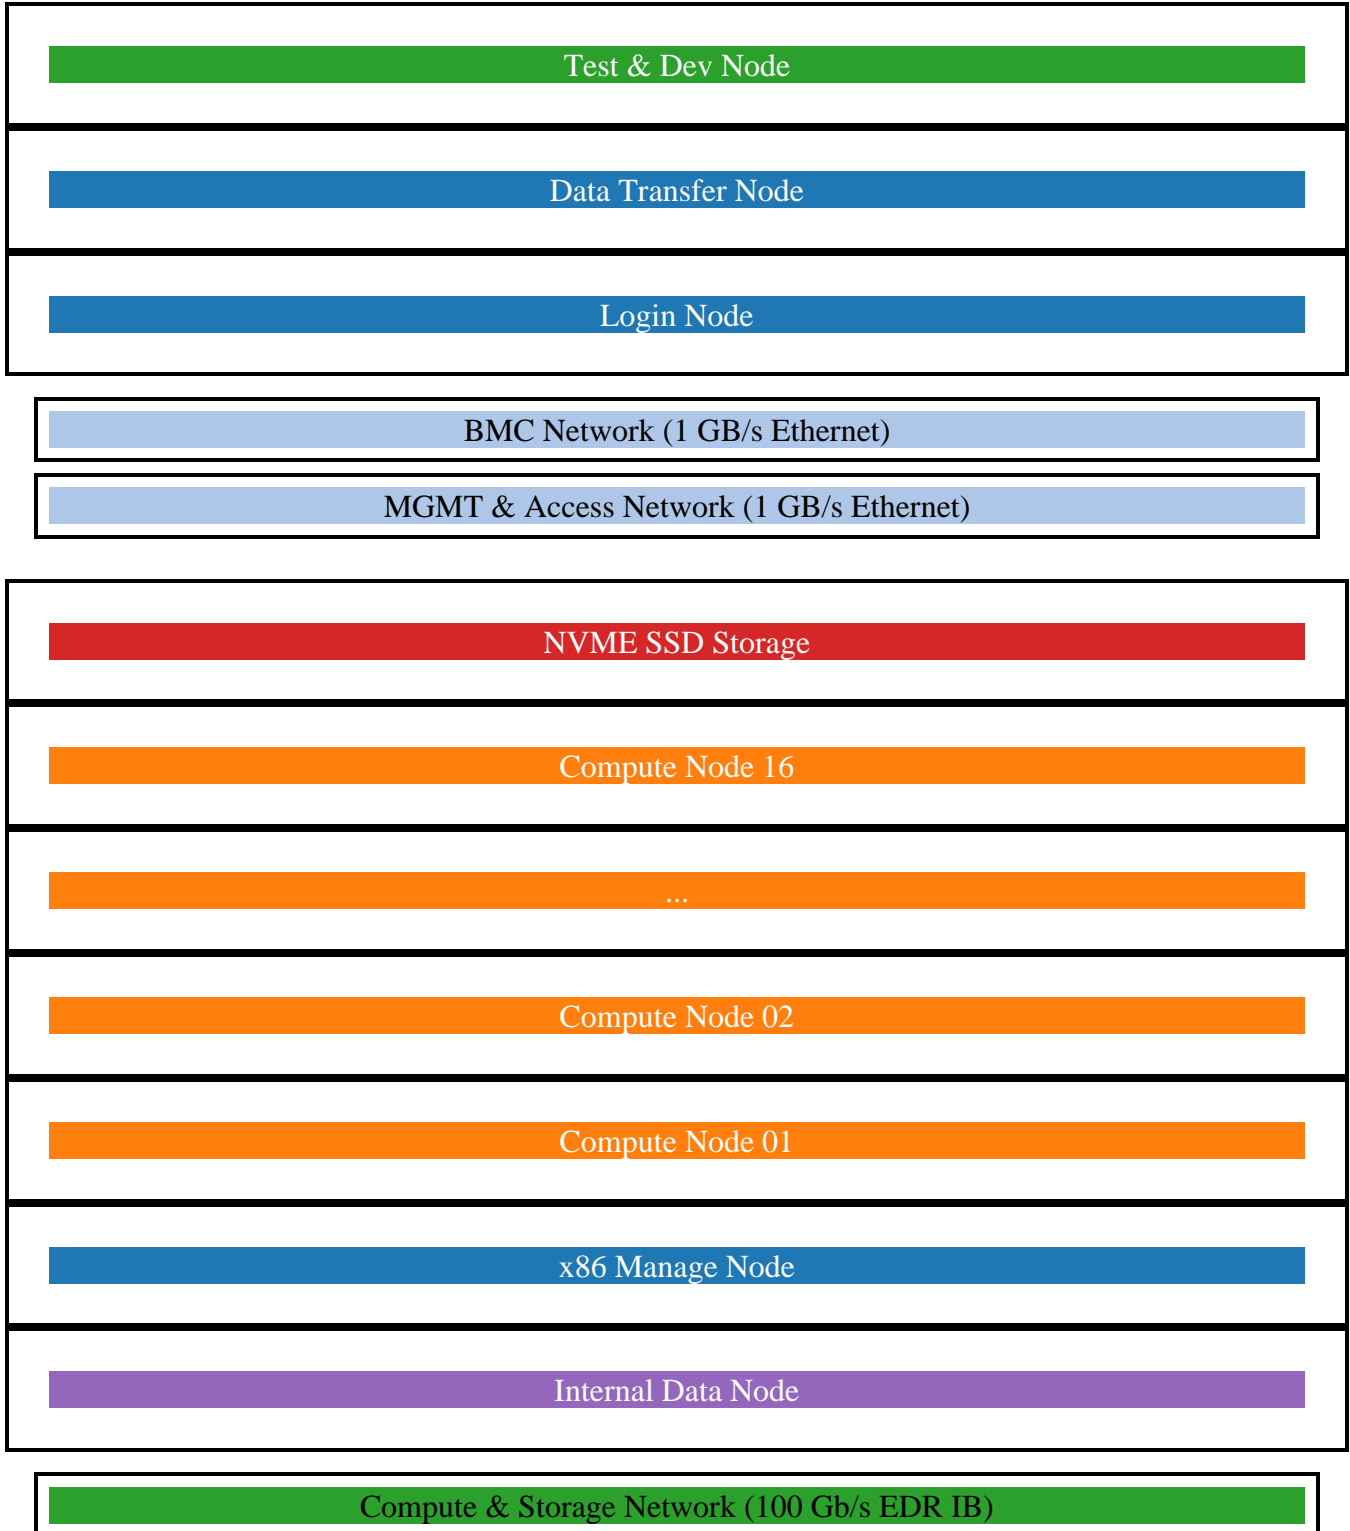 Test & Dev Node
Data Transfer Node
Login Node
BMC Network (1 GB/s Ethernet)
MGMT & Access Network (1 GB/s Ethernet)
NVME SSD Storage
Compute Node 16
...
Compute Node 02
Compute Node 01
x86 Manage Node
Internal Data Node
Compute & Storage Network (100 Gb/s EDR IB)